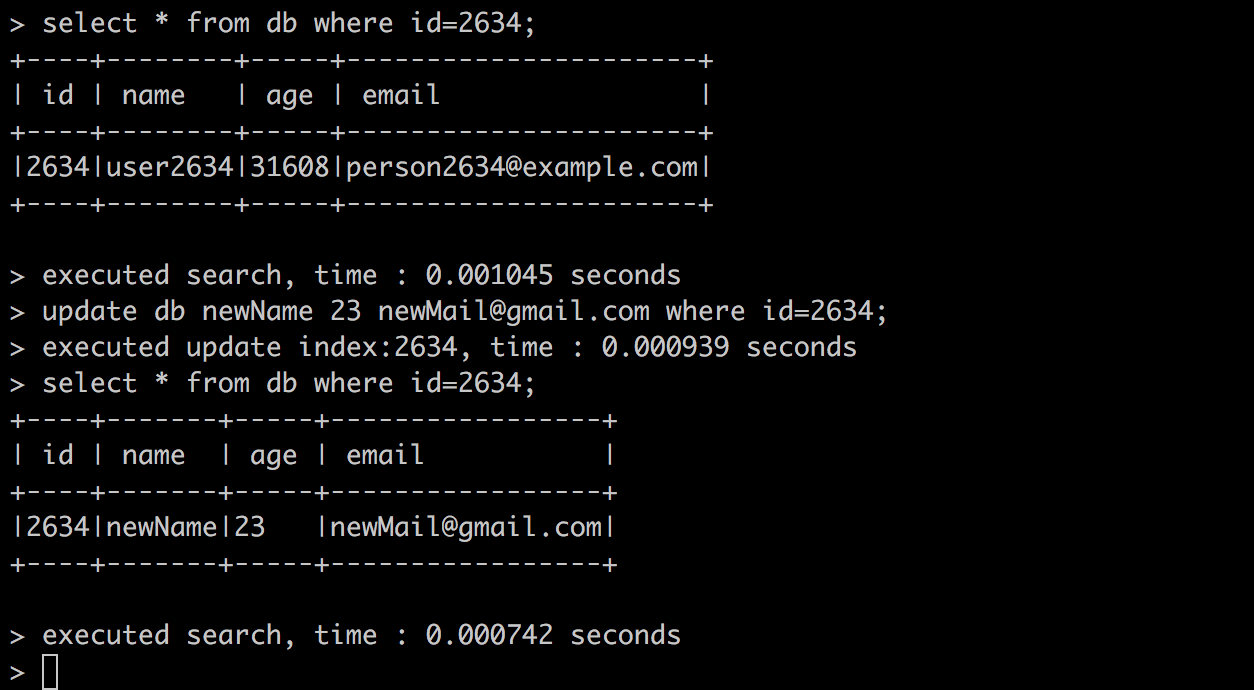 > select * from db where id=2634;
+----+--------+-----+----------------------+
| id | name   | age | email                |
+----+--------+-----+----------------------+
|2634|user2634|31608|person2634@example.com|
+----+--------+-----+----------------------+
> executed search, time : 0.001045 seconds
> update db newName 23 newMail@gmail.com where id=2634;
> executed update index:2634, time : 0.000939 seconds
> select * from db where id=2634;
+----+-------+-----+-----------------+
| id | name  | age | email           |
+----+-------+-----+-----------------+
|2634|newName|23   |newMail@gmail.com|
+----+-------+-----+-----------------+
> executed search, time : 0.000742 seconds
>